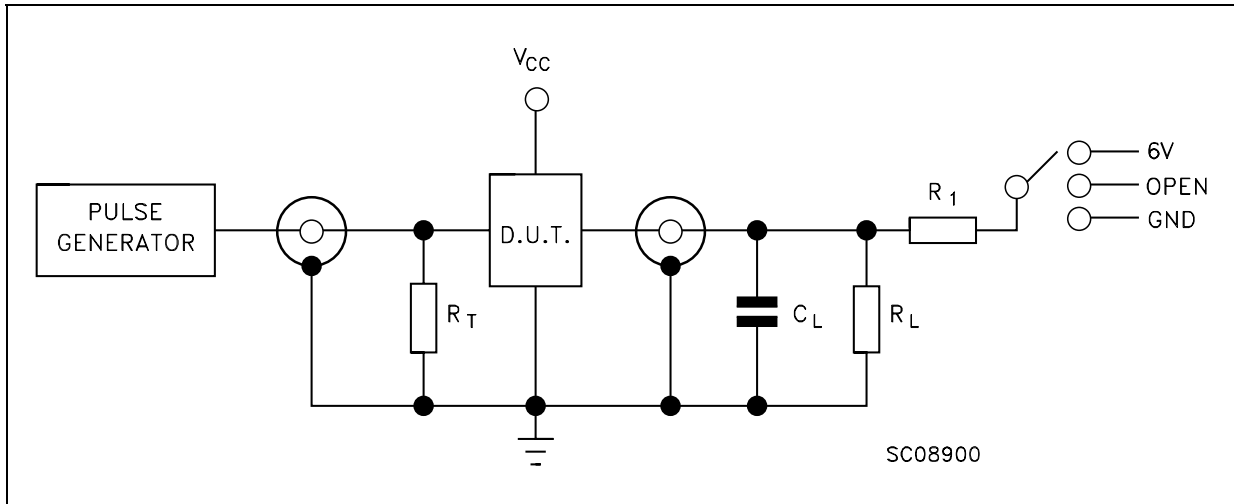 VCC
PULSE
GENERATOR
D.U.T.
RT
CL
RL
R1
6V
OPEN
GND
SC08900